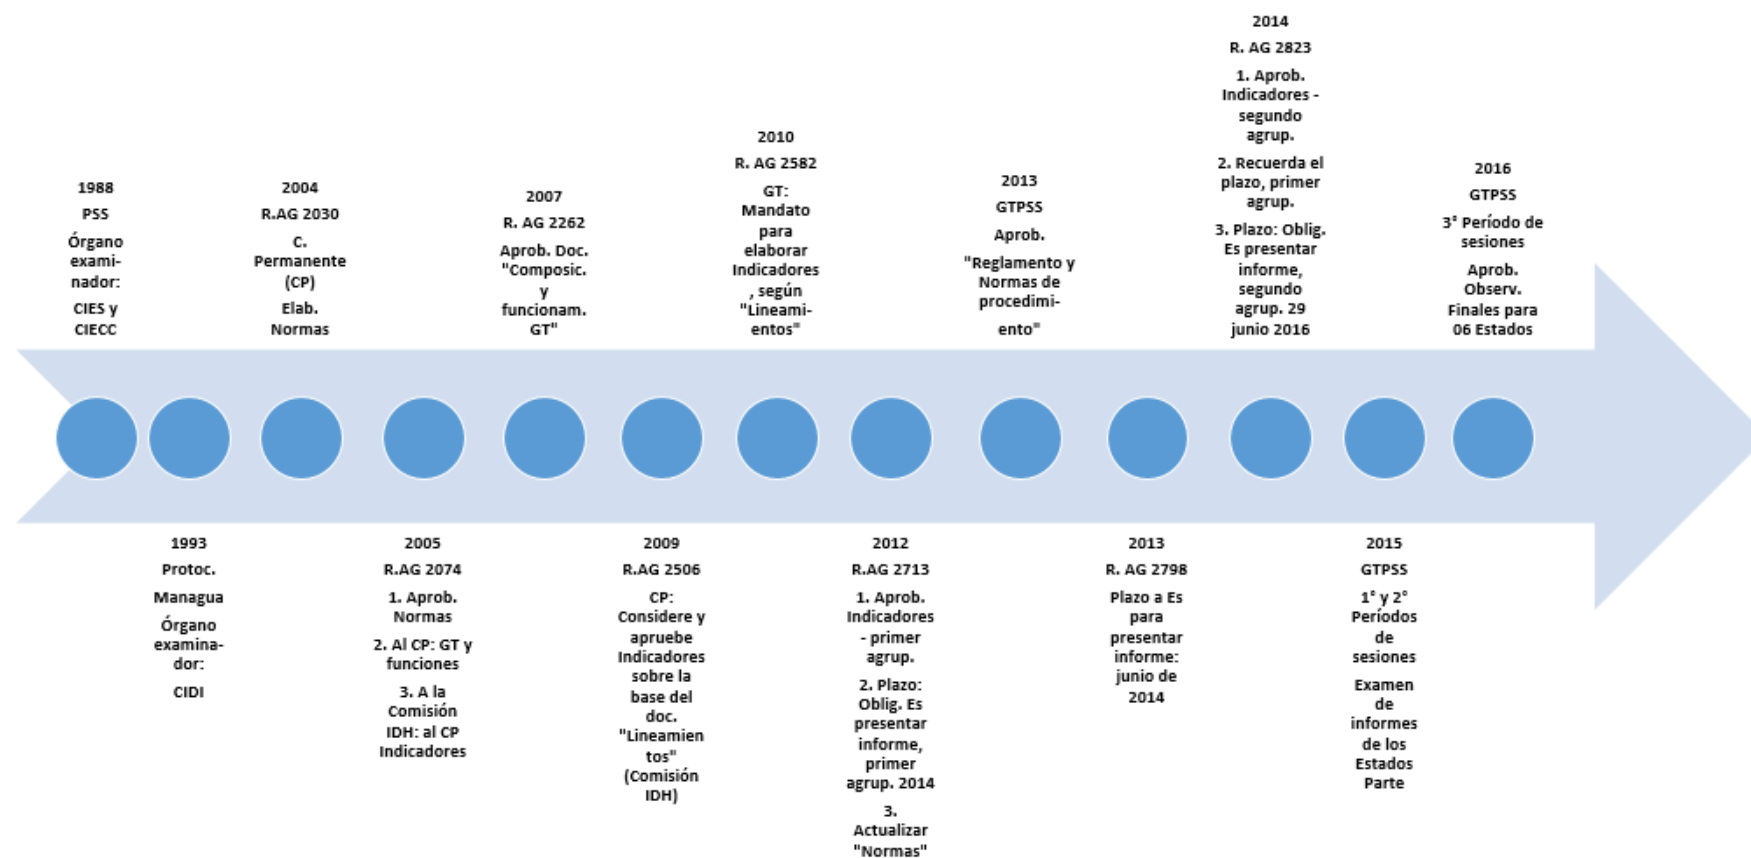 1988
PSS
Órgano
exami-
nador:
CIES y
CIECC
1993
Protoc.
Managua
Órgano
examina-
dor:
CIDI
2004
R.AG 2030
C.
Permanente
(CP)
Elab.
Normas
2005
R.AG 2074
1. Aprob.
Normas
2. Al CP: GT y
funciones
3. A la
Comisión
IDH: al CP
Indicadores
2007
R. AG 2262
Aprob. Doc.
"Composic.
y
funcionam.
GT"
2009
R.AG 2506
CP:
Considere y
apruebe
Indicadores
sobre la
base del
doc.
"Lineamien
tos"
(Comisión
IDH)
2010
R. AG 2582
GT:
Mandato
para
elaborar
Indicadores
, según
"Lineami-
entos"
2012
R.AG 2713
1. Aprob.
Indicadores
- primer
agrup.
2. Plazo:
Oblig. Es
presentar
informe,
primer
agrup. 2014
3.
Actualizar
"Normas"
2013
GTPSS
Aprob.
"Reglamento y
Normas de
procedimi-
ento"
2013
R. AG 2798
Plazo a Es
para
presentar
informe:
junio de
2014
2014
R. AG 2823
1. Aprob.
Indicadores -
segundo
agrup.
2. Recuerda el
plazo, primer
agrup.
3. Plazo: Oblig.
Es presentar
informe,
segundo
agrup. 29
junio 2016
2015
GTPSS
1° y 2°
Períodos
de
sesiones
Examen
de
informes
de los
Estados
Parte
2016
GTPSS
3° Período de
sesiones
Aprob.
Observ.
Finales para
06 Estados